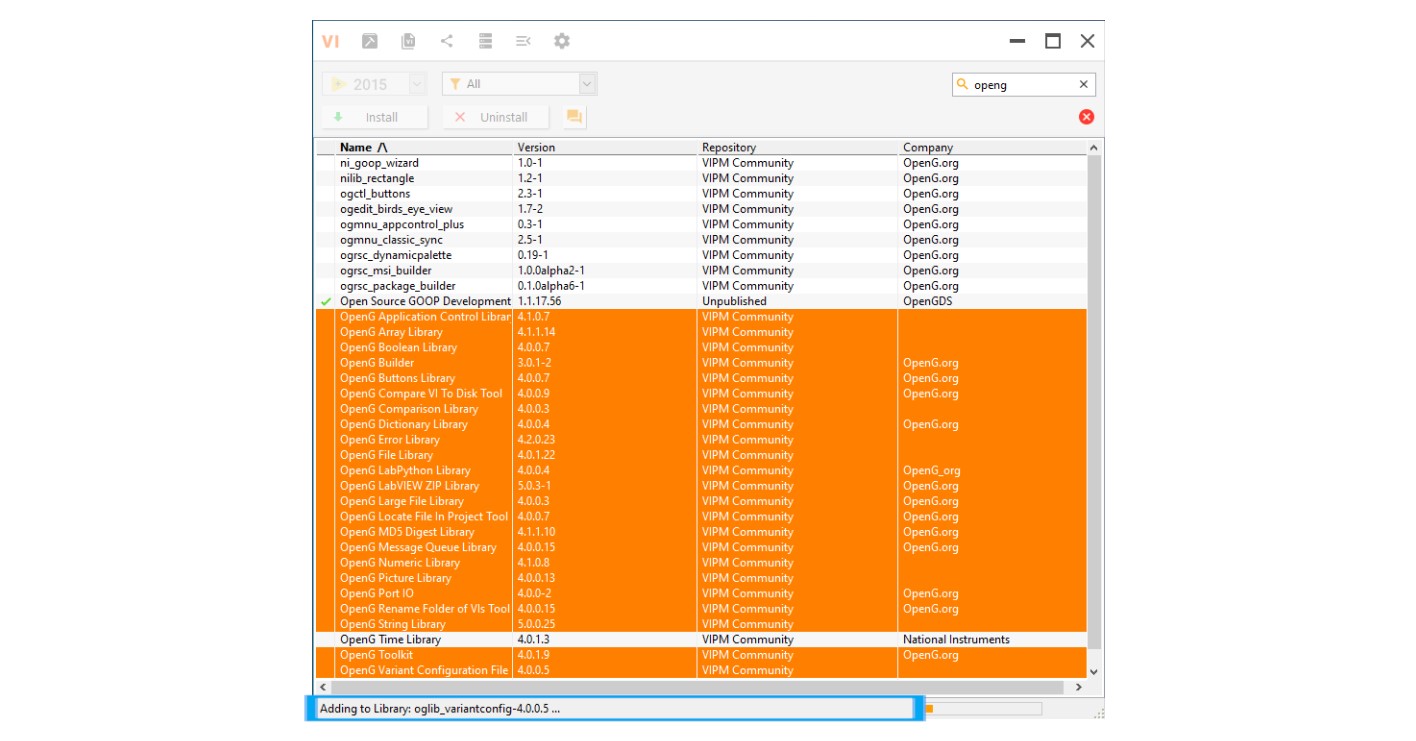 VI
2015 All openg
Install Uninstall
Name /\ Version Repository Company
ni_goop_wizard 1.0-1 VIPM Community OpenG.org
nilib_rectangle 1.2-1 VIPM Community OpenG.org
ogctl_buttons 2.3-1 VIPM Community OpenG.org
ogedit_birds_eye_view 1.7-2 VIPM Community OpenG.org
ogmnu_appcontrol_plus 0.3-1 VIPM Community OpenG.org
ogmnu_classic_sync 2.5-1 VIPM Community OpenG.org
ogrsc_dynamicpalette 0.19-1 VIPM Community OpenG.org
ogrsc_msi_builder 1.0.0alpha2-1 VIPM Community OpenG.org
ogrsc_package_builder 0.1.0alpha6-1 VIPM Community OpenG.org
Open Source GOOP Development 1.1.17.56 Unpublished OpenGDS
OpenG Application Control Librar 4.1.0.7 VIPM Community
OpenG Array Library 4.1.1.14 VIPM Community
OpenG Boolean Library 4.0.0.7 VIPM Community
OpenG Builder 3.0.1-2 VIPM Community OpenG.org
OpenG Buttons Library 4.0.0.7 VIPM Community OpenG.org
OpenG Compare VI To Disk Tool 4.0.0.9 VIPM Community OpenG.org
OpenG Comparison Library 4.0.0.3 VIPM Community
OpenG Dictionary Library 4.0.0.4 VIPM Community OpenG.org
OpenG Error Library 4.2.0.23 VIPM Community
OpenG File Library 4.0.1.22 VIPM Community
OpenG LabPython Library 4.0.0.4 VIPM Community OpenG_org
OpenG LabVIEW ZIP Library 5.0.3-1 VIPM Community OpenG.org
OpenG Large File Library 4.0.0.3 VIPM Community OpenG.org
OpenG Locate File In Project Tool 4.0.0.7 VIPM Community OpenG.org
OpenG MD5 Digest Library 4.1.1.10 VIPM Community OpenG.org
OpenG Message Queue Library 4.0.0.15 VIPM Community OpenG.org
OpenG Numeric Library 4.1.0.8 VIPM Community
OpenG Picture Library 4.0.0.13 VIPM Community
OpenG Port IO 4.0.0-2 VIPM Community OpenG.org
OpenG Rename Folder of VIs Tool 4.0.0.15 VIPM Community OpenG.org
OpenG String Library 5.0.0.25 VIPM Community
OpenG Time Library 4.0.1.3 VIPM Community National Instruments
OpenG Toolkit 4.0.1.9 VIPM Community OpenG.org
OpenG Variant Configuration File 4.0.0.5 VIPM Community
Adding to Library: oglib_variantconfig-4.0.0.5 ...